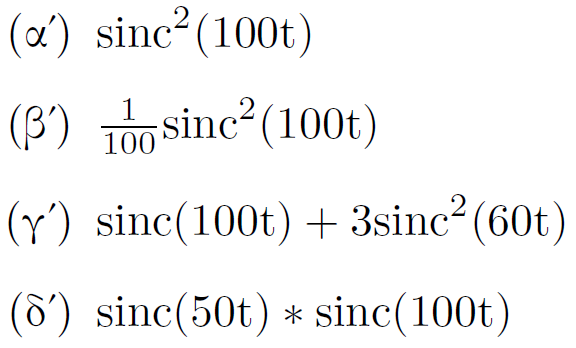 (α′) sinc²(100t)
(β′) 1/100 sinc²(100t)
(γ′) sinc(100t) + 3sinc²(60t)
(δ′) sinc(50t) ∗ sinc(100t)